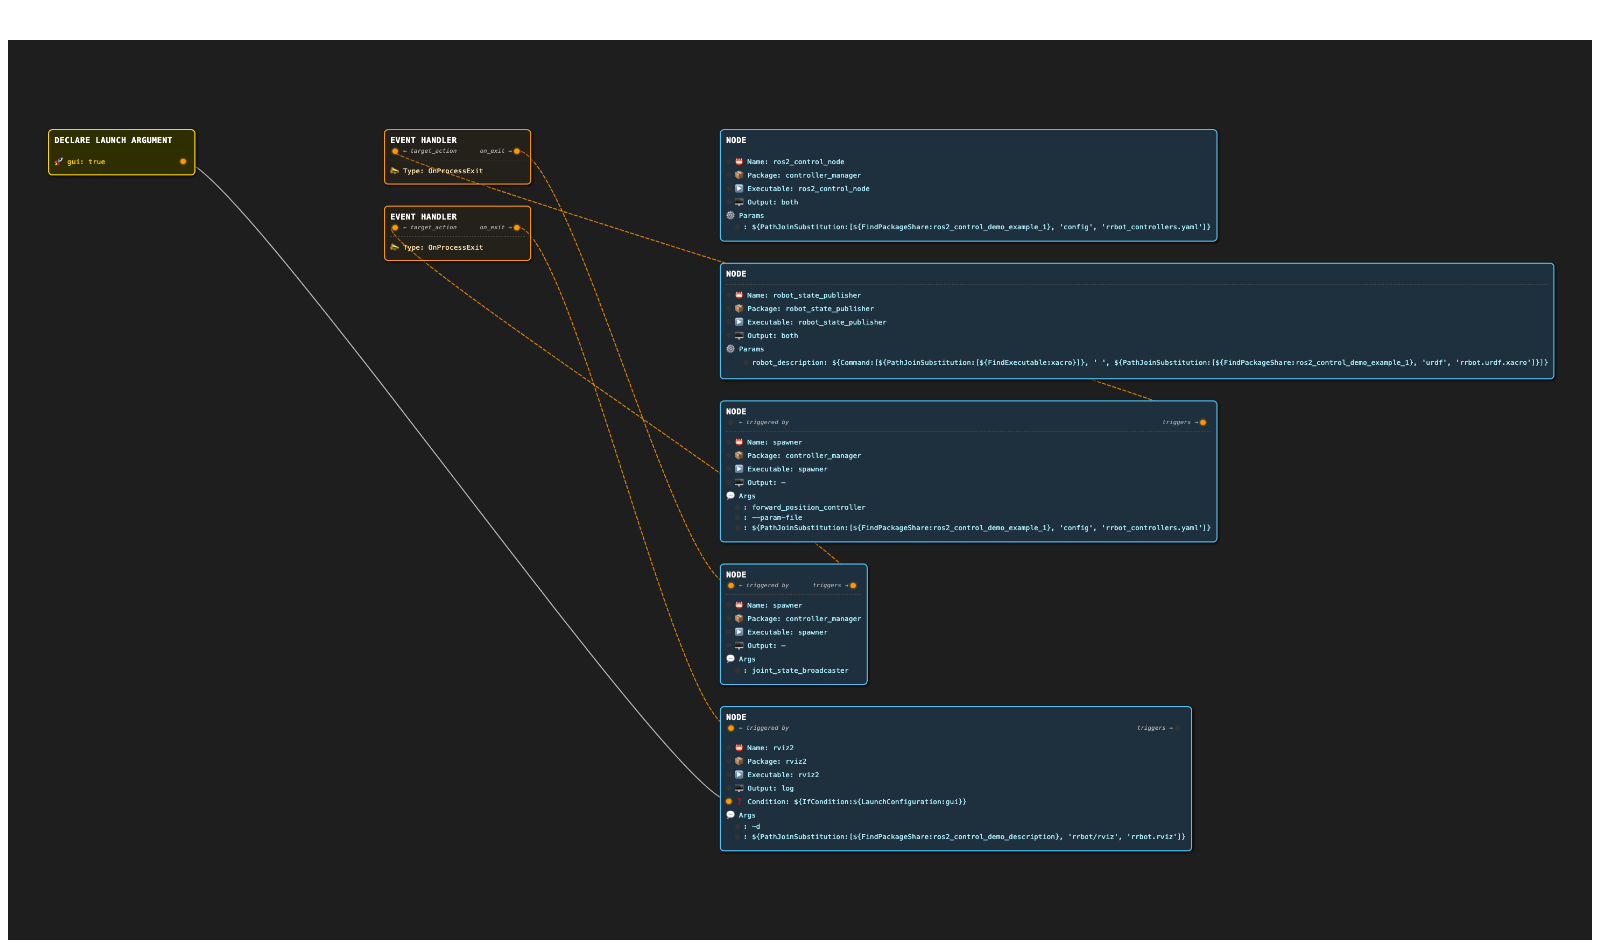 DECLARE LAUNCH ARGUMENT
🚀 gui: true
EVENT HANDLER
← target_action on_exit →
Type: OnProcessExit
EVENT HANDLER
← target_action on_exit →
Type: OnProcessExit
NODE
Name: ros2_control_node
Package: controller_manager
Executable: ros2_control_node
Output: both
Params
: ${PathJoinSubstitution:[${FindPackageShare:ros2_control_demo_example_1}, 'config', 'rrbot_controllers.yaml']}
NODE
Name: robot_state_publisher
Package: robot_state_publisher
Executable: robot_state_publisher
Output: both
Params
robot_description: ${Command:[${PathJoinSubstitution:[${FindExecutable:xacro}]}, ' ', ${PathJoinSubstitution:[${FindPackageShare:ros2_control_demo_example_1}, 'urdf', 'rrbot.urdf.xacro']}]}
NODE
← triggered by triggers →
Name: spawner
Package: controller_manager
Executable: spawner
Output: —
Args
: forward_position_controller
: --param-file
: ${PathJoinSubstitution:[${FindPackageShare:ros2_control_demo_example_1}, 'config', 'rrbot_controllers.yaml']}
NODE
← triggered by triggers →
Name: spawner
Package: controller_manager
Executable: spawner
Output: —
Args
: joint_state_broadcaster
NODE
← triggered by triggers →
Name: rviz2
Package: rviz2
Executable: rviz2
Output: log
Condition: ${IfCondition:${LaunchConfiguration:gui}}
Args
: -d
: ${PathJoinSubstitution:[${FindPackageShare:ros2_control_demo_description}, 'rrbot/rviz', 'rrbot.rviz']}